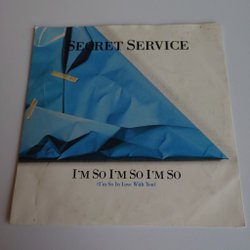 SECRET SERVICE
I'M SO I'M SO I'M SO
(I'm So In Love With You)